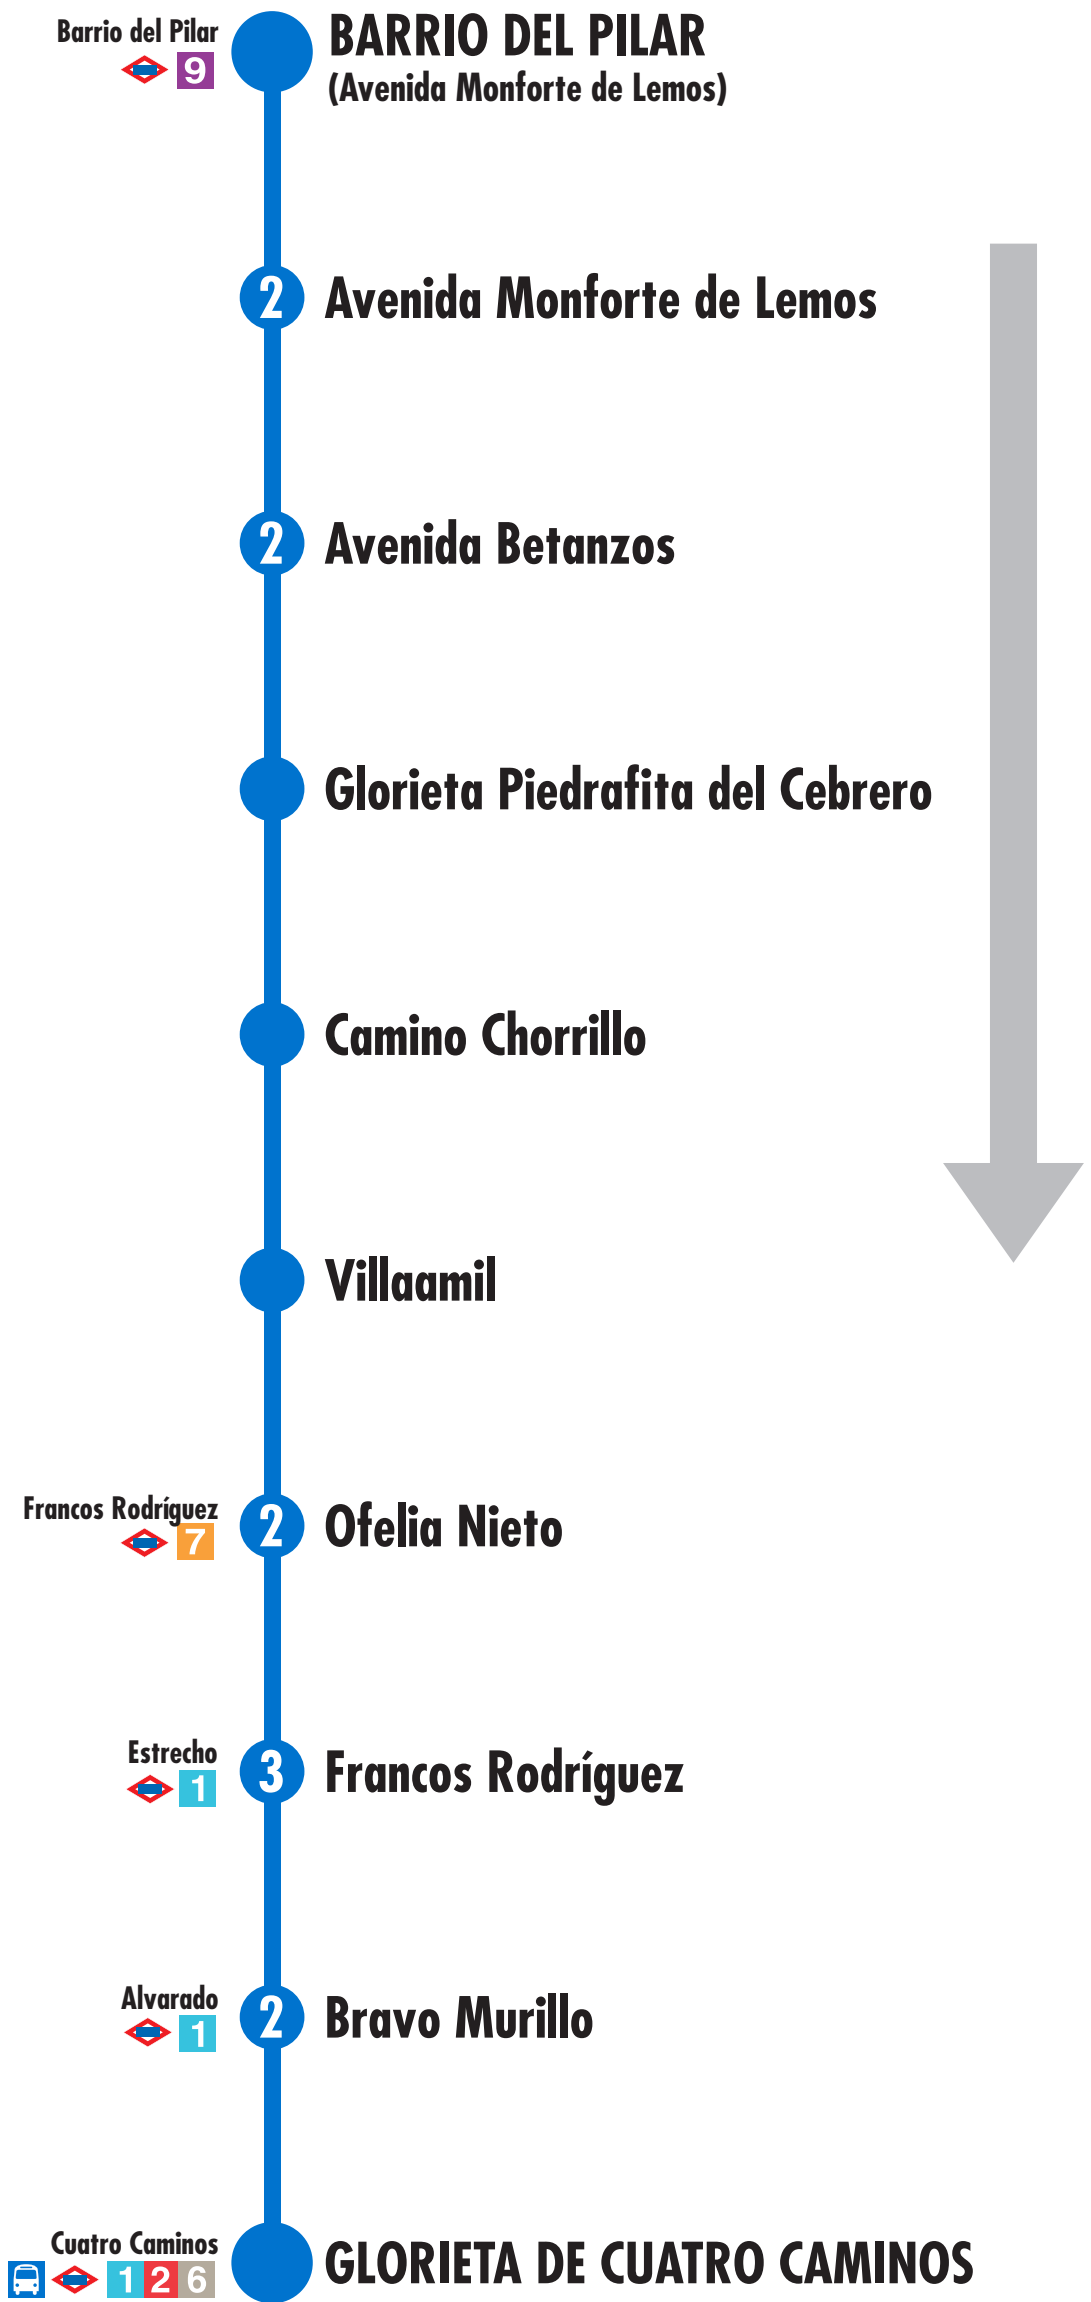 Barrio del Pilar
9
BARRIO DEL PILAR
(Avenida Monforte de Lemos)
2 Avenida Monforte de Lemos
2 Avenida Betanzos
Glorieta Piedrafita del Cebrero
Camino Chorrillo
Villaamil
Francos Rodríguez
7
2 Ofelia Nieto
Estrecho
1
3 Francos Rodríguez
Alvarado
1
2 Bravo Murillo
Cuatro Caminos
1 2 6
GLORIETA DE CUATRO CAMINOS